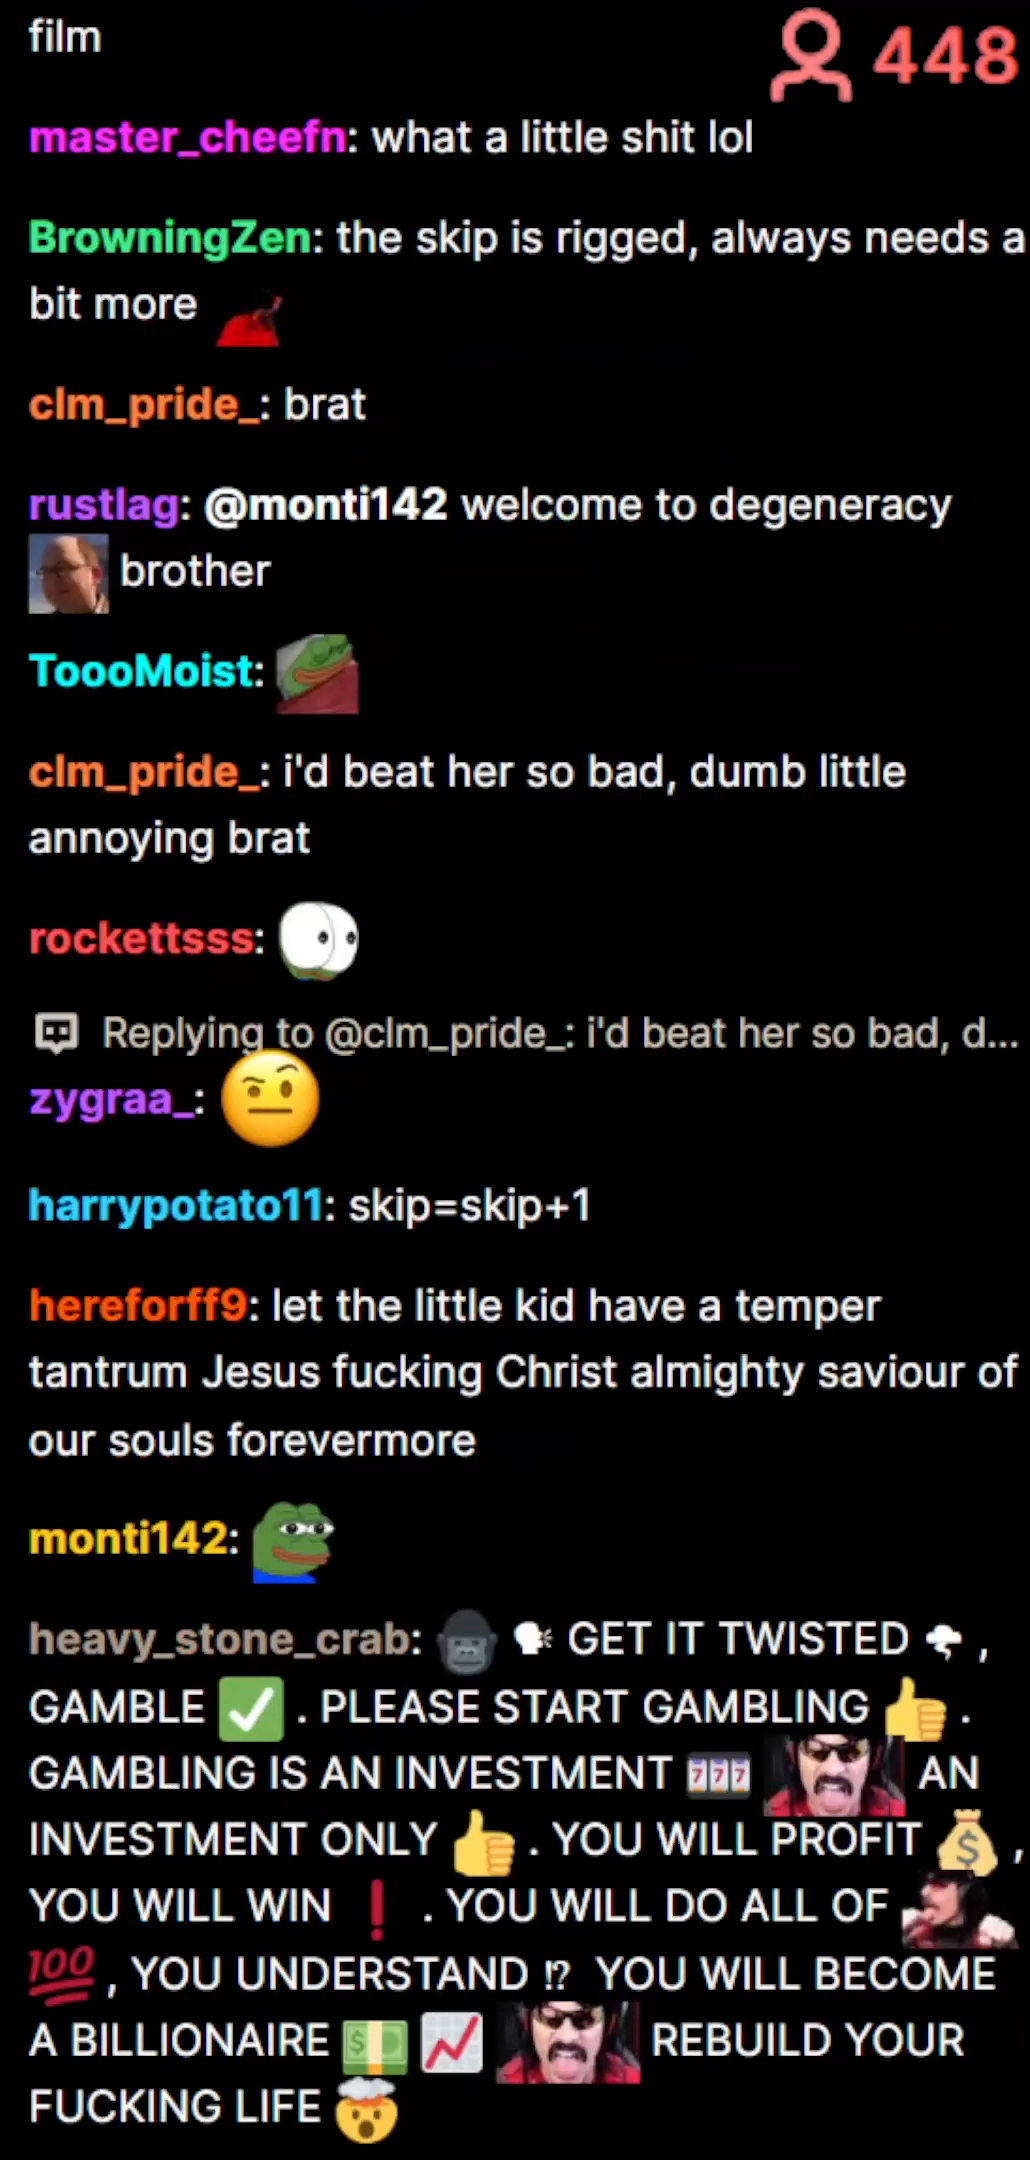 film
448
master_cheefn: what a little shit lol
BrowningZen: the skip is rigged, always needs a
bit more
clm_pride_: brat
rustlag: @monti142 welcome to degeneracy
brother
ToooMoist:
clm_pride_: i'd beat her so bad, dumb little
annoying brat
rockettsss:
Replying to @clm_pride_: i'd beat her so bad, d...
zygraa_:
harrypotato11: skip=skip+1
hereforff9: let the little kid have a temper
tantrum Jesus fucking Christ almighty saviour of
our souls forevermore
monti142:
heavy_stone_crab: 🦍 🗣 GET IT TWISTED 🌪 ,
GAMBLE ✅ . PLEASE START GAMBLING 👍 .
GAMBLING IS AN INVESTMENT 🎰 AN
INVESTMENT ONLY 👍 . YOU WILL PROFIT 💰 ,
YOU WILL WIN ❗ . YOU WILL DO ALL OF
💯 , YOU UNDERSTAND ⁉ YOU WILL BECOME
A BILLIONAIRE 💵 📈 REBUILD YOUR
FUCKING LIFE 🤯